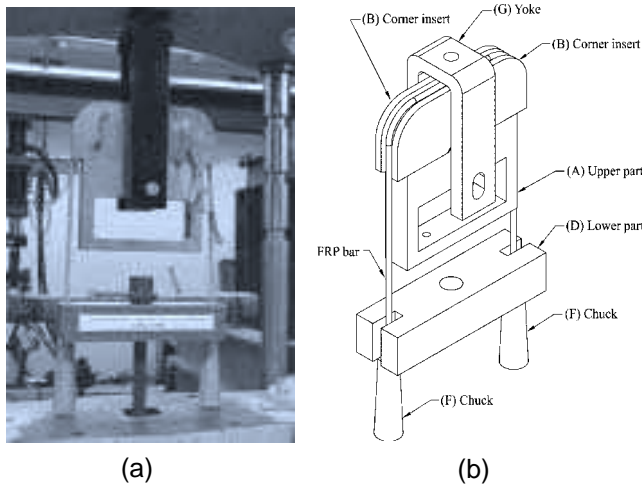 (G) Yoke
(B) Corner insert
(B) Corner insert
(A) Upper part
(D) Lower part
FRP bar
(F) Chuck
(F) Chuck
(a)
(b)